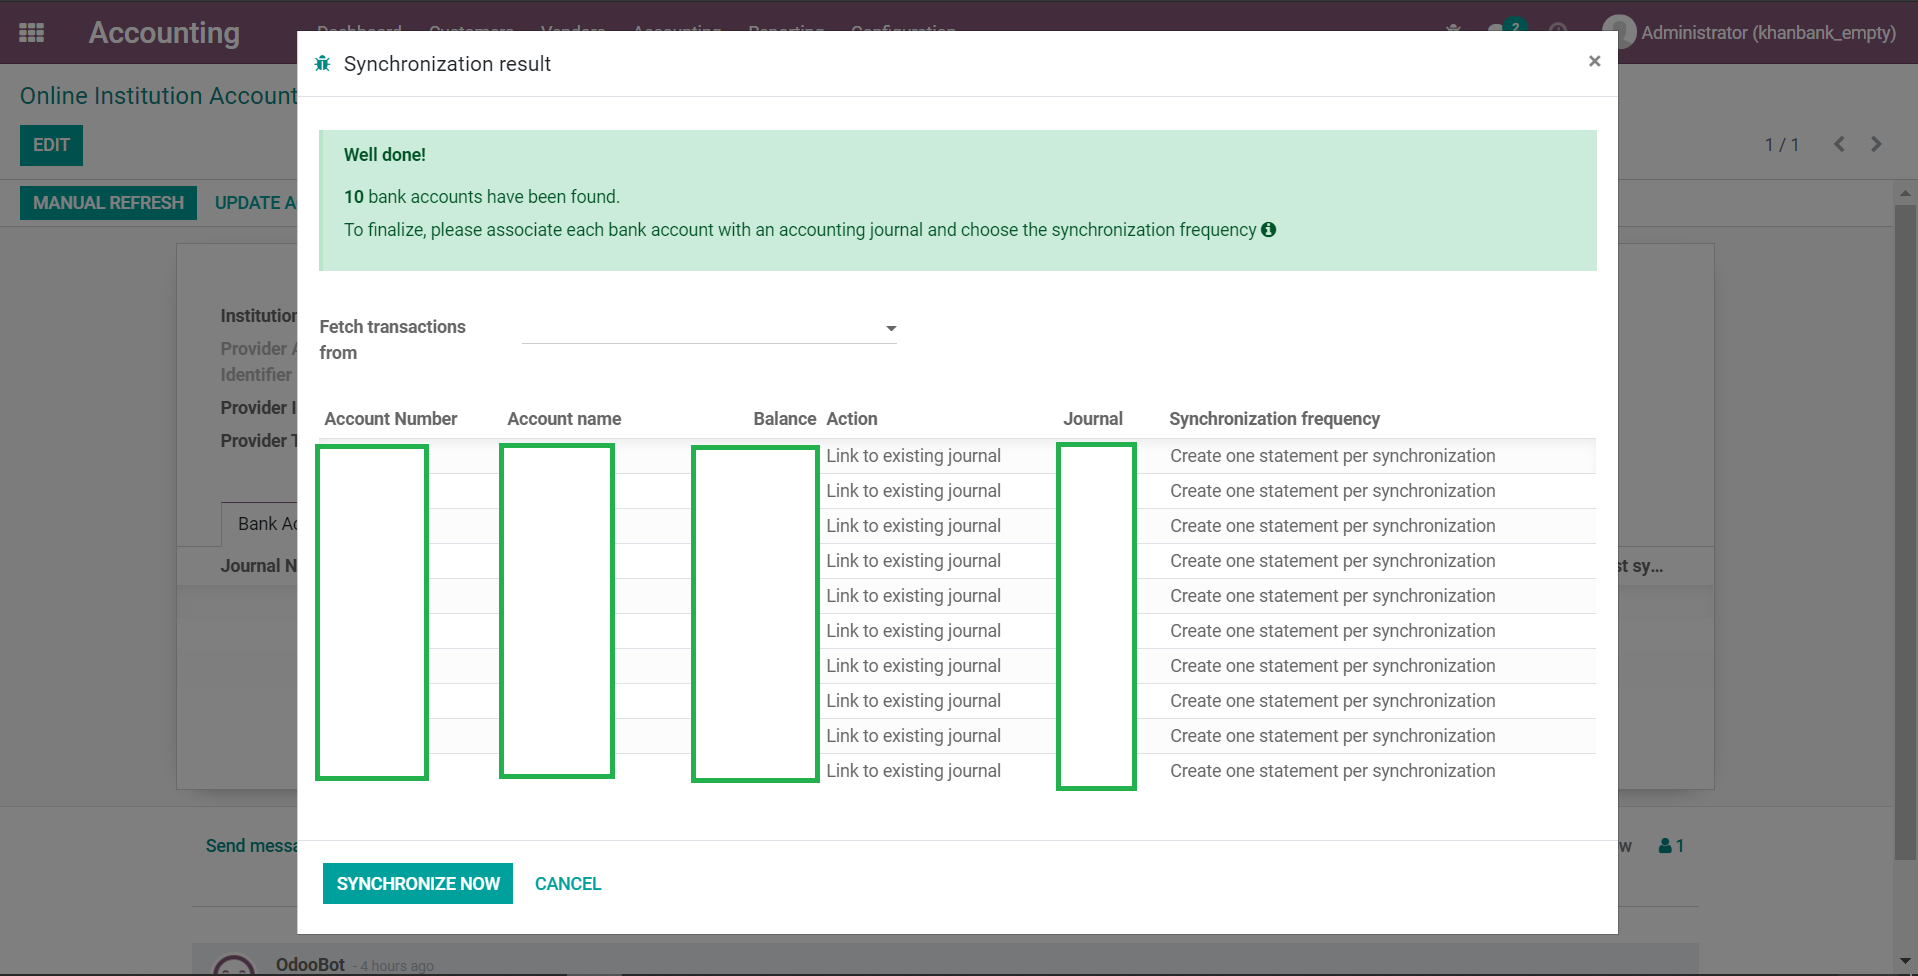 Accounting
Dashboard Customers Vendors Accounting Reporting Configuration
2
Administrator (khanbank_empty)
Synchronization result
×
Online Institution Account
EDIT
1 / 1
MANUAL REFRESH
UPDATE A
Well done!
10 bank accounts have been found.
To finalize, please associate each bank account with an accounting journal and choose the synchronization frequency
Institution
Provider A
Identifier
Provider I
Provider T
Fetch transactions
from
Account Number Account name Balance Action Journal Synchronization frequency
Link to existing journal Create one statement per synchronization
Link to existing journal Create one statement per synchronization
Link to existing journal Create one statement per synchronization
Link to existing journal Create one statement per synchronization
Link to existing journal Create one statement per synchronization
Link to existing journal Create one statement per synchronization
Link to existing journal Create one statement per synchronization
Link to existing journal Create one statement per synchronization
Link to existing journal Create one statement per synchronization
Link to existing journal Create one statement per synchronization
Bank Ac
Journal N
st sy...
Send messa
w
1
SYNCHRONIZE NOW
CANCEL
OdooBot - 4 hours ago